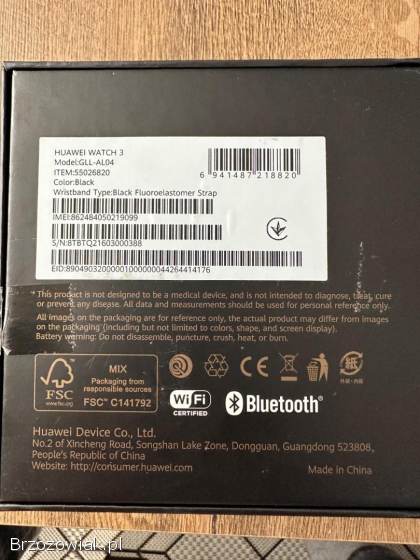 HUAWEI WATCH 3
Model:GLL-AL04
ITEM:55026820
Color:Black
Wristband Type:Black Fluoroelastomer Strap
6 941487 218820
IMEI:862484050219099
S/N:8TBTQ21603000388
EID:89049032000001000000044264414176
*This product is not designed to be a medical device, and is not intended to diagnose, treat, cure
or prevent any disease. All data and measurements should be used for personal reference only.
All images on the packaging are for reference only, the actual product may differ from images
on the packaging (including but not limited to colors, shape, and screen display).
Battery warning: Do not disassemble, puncture, crush, heat, or burn.
FSC
www.fsc.org
MIX
Packaging from
responsible sources
FSC™ C141792
CE
紙
外箱・内箱
Wi Fi
CERTIFIED
Bluetooth®
Huawei Device Co., Ltd.
No.2 of Xincheng Road, Songshan Lake Zone, Dongguan, Guangdong 523808,
People's Republic of China
Website: http://consumer.huawei.com
Made in China
Brzozowiak.pl